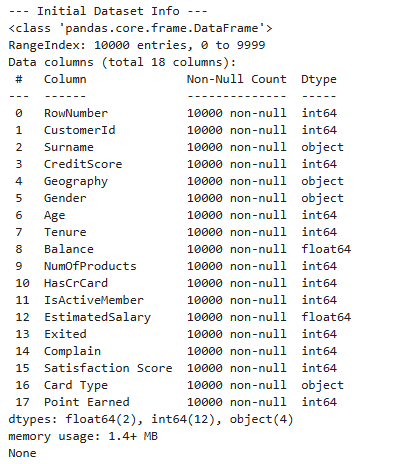 --- Initial Dataset Info ---
<class 'pandas.core.frame.DataFrame'>
RangeIndex: 10000 entries, 0 to 9999
Data columns (total 18 columns):
 #   Column              Non-Null Count  Dtype
---  ------              --------------  -----
 0   RowNumber           10000 non-null  int64
 1   CustomerId          10000 non-null  int64
 2   Surname             10000 non-null  object
 3   CreditScore         10000 non-null  int64
 4   Geography           10000 non-null  object
 5   Gender              10000 non-null  object
 6   Age                 10000 non-null  int64
 7   Tenure              10000 non-null  int64
 8   Balance             10000 non-null  float64
 9   NumOfProducts       10000 non-null  int64
 10  HasCrCard           10000 non-null  int64
 11  IsActiveMember      10000 non-null  int64
 12  EstimatedSalary     10000 non-null  float64
 13  Exited              10000 non-null  int64
 14  Complain            10000 non-null  int64
 15  Satisfaction Score  10000 non-null  int64
 16  Card Type           10000 non-null  object
 17  Point Earned        10000 non-null  int64
dtypes: float64(2), int64(12), object(4)
memory usage: 1.4+ MB
None